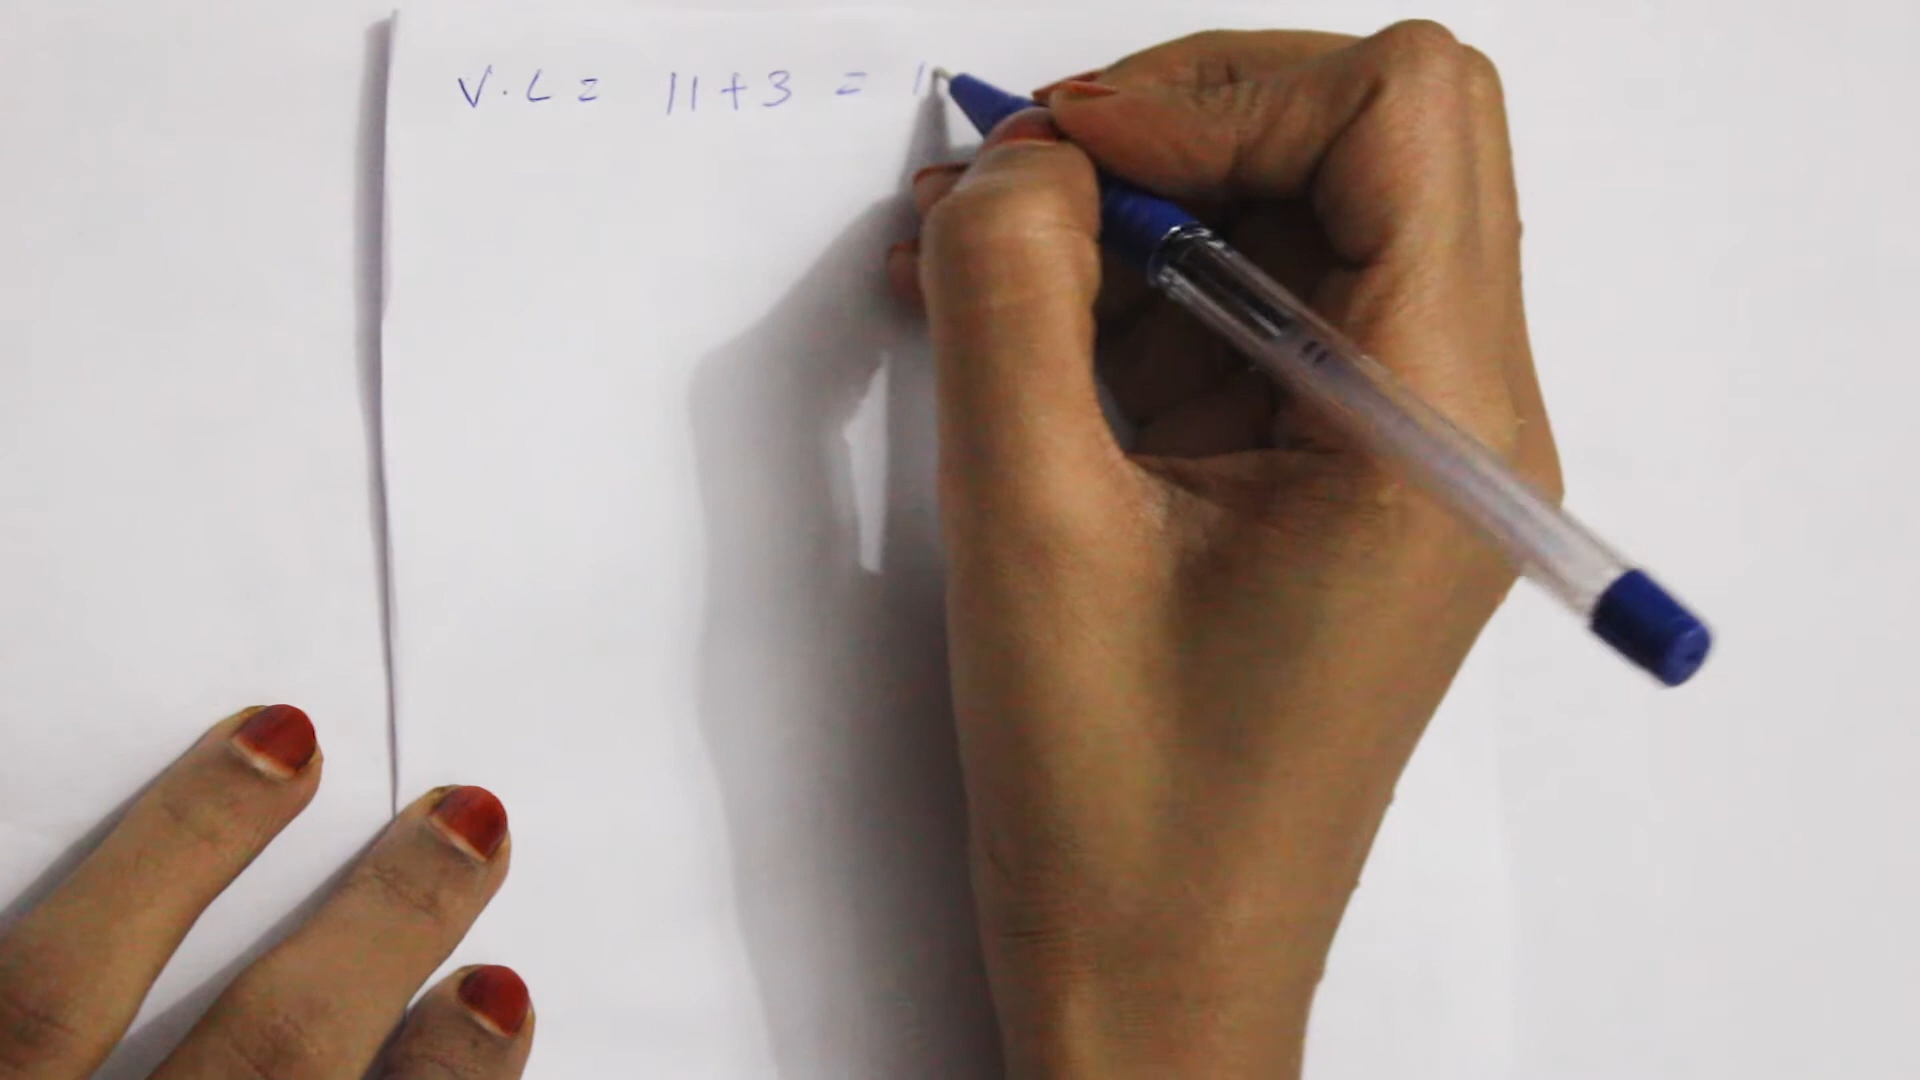 V.L = 11+3 = 1